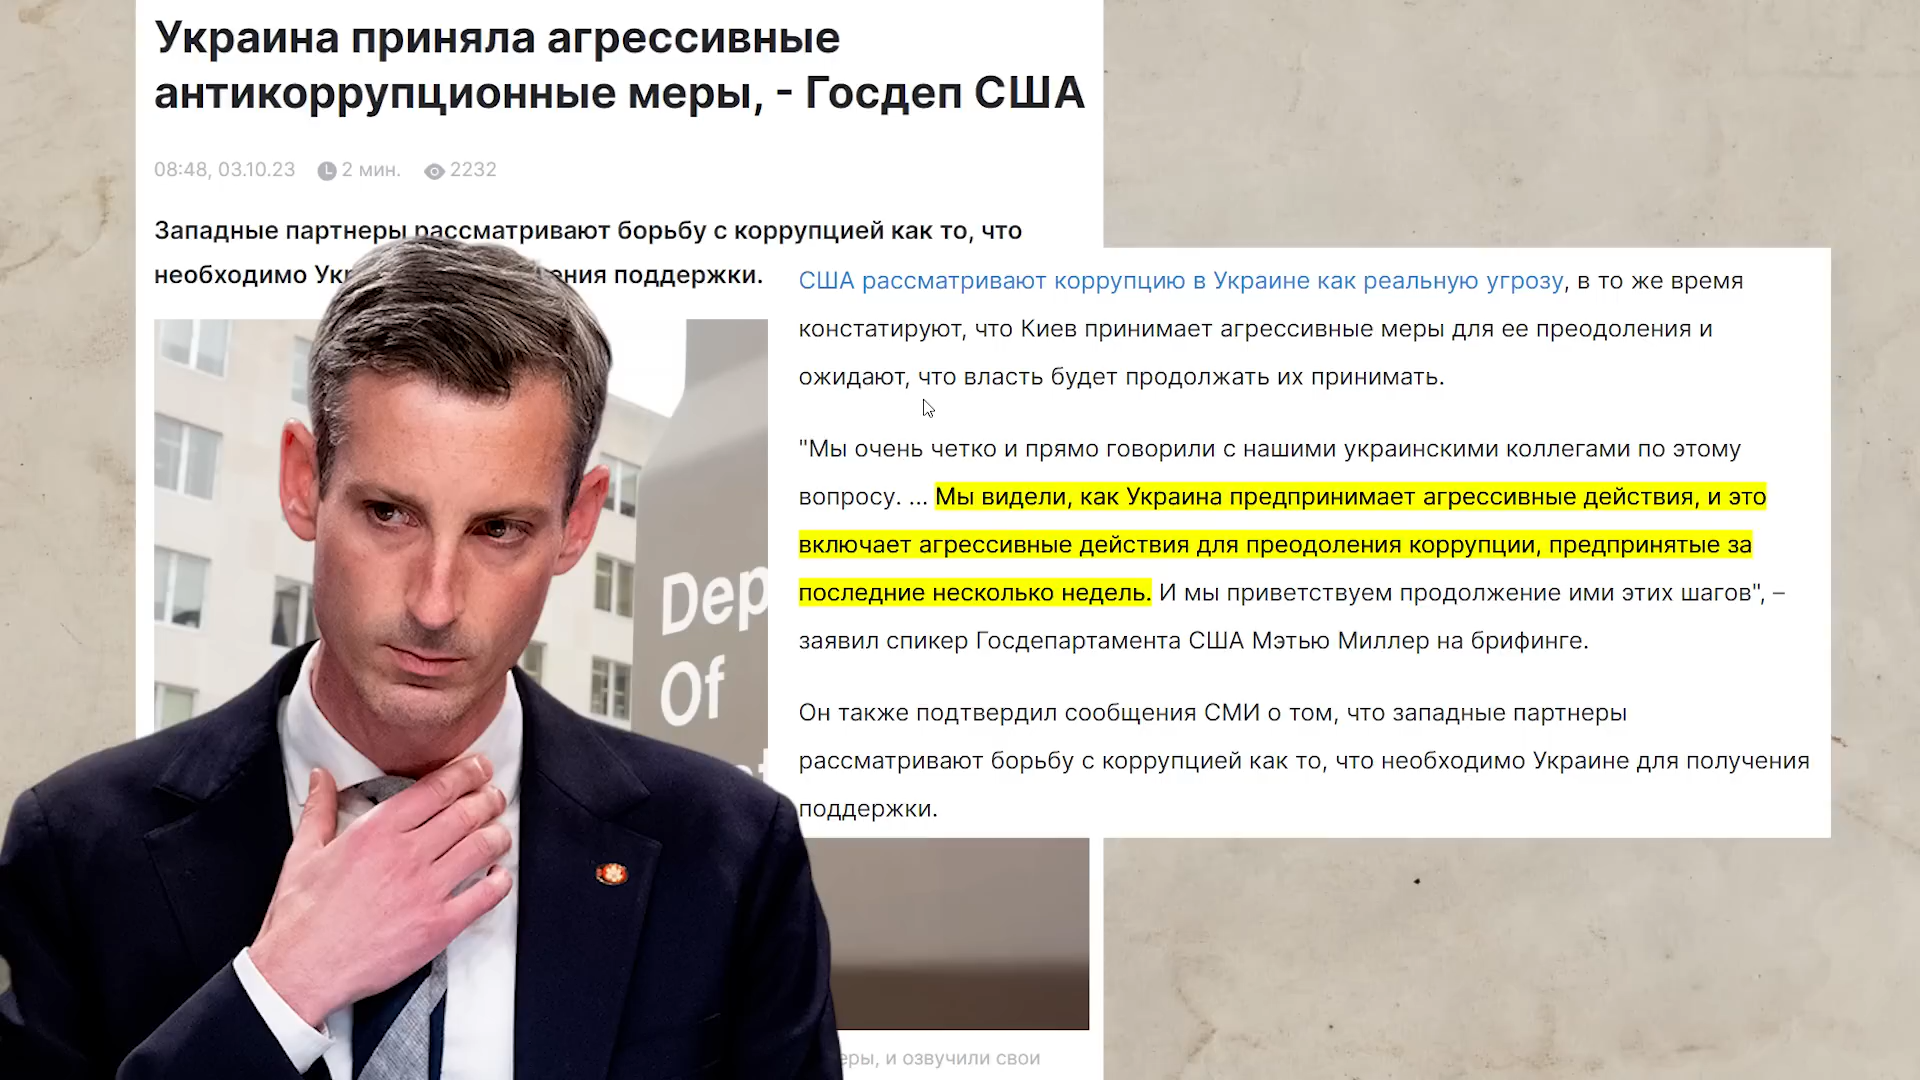 Украина приняла агрессивные
антикоррупционные меры, - Госдеп США
08:48, 03.10.23 2 мин. 2232
Западные партнеры рассматривают борьбу с коррупцией как то, что
необходимо поддержки.
США рассматривают коррупцию в Украине как реальную угрозу, в то же время
констатируют, что Киев принимает агрессивные меры для ее преодоления и
ожидают, что власть будет продолжать их принимать.
"Мы очень четко и прямо говорили с нашими украинскими коллегами по этому
вопросу. ... Мы видели, как Украина предпринимает агрессивные действия, и это
включает агрессивные действия для преодоления коррупции, предпринятые за
последние несколько недель. И мы приветствуем продолжение ими этих шагов", –
заявил спикер Госдепартамента США Мэтью Миллер на брифинге.
Он также подтвердил сообщения СМИ о том, что западные партнеры
рассматривают борьбу с коррупцией как то, что необходимо Украине для получения
поддержки.
Dep
Of
и озвучили свои